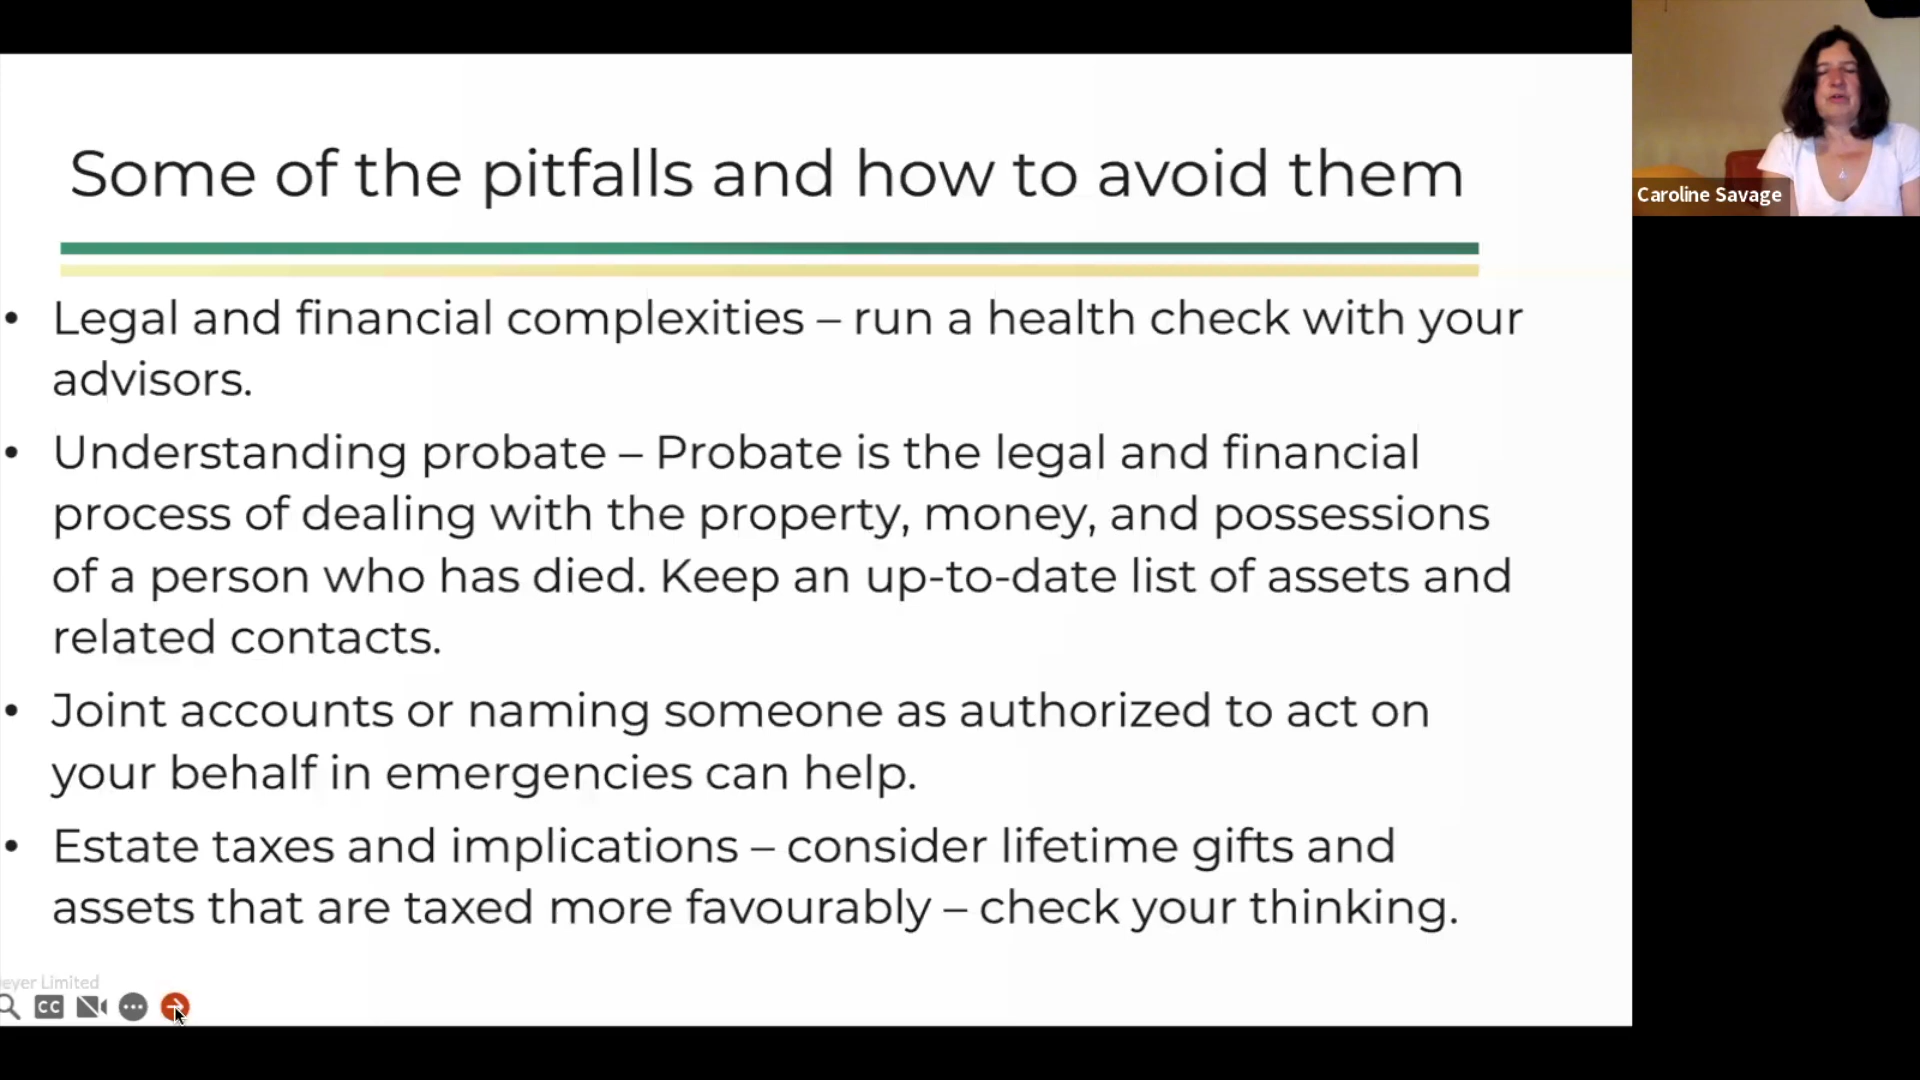 Some of the pitfalls and how to avoid them
Caroline Savage
• Legal and financial complexities – run a health check with your
advisors.
• Understanding probate – Probate is the legal and financial
process of dealing with the property, money, and possessions
of a person who has died. Keep an up-to-date list of assets and
related contacts.
• Joint accounts or naming someone as authorized to act on
your behalf in emergencies can help.
• Estate taxes and implications – consider lifetime gifts and
assets that are taxed more favourably – check your thinking.
Limited
CC